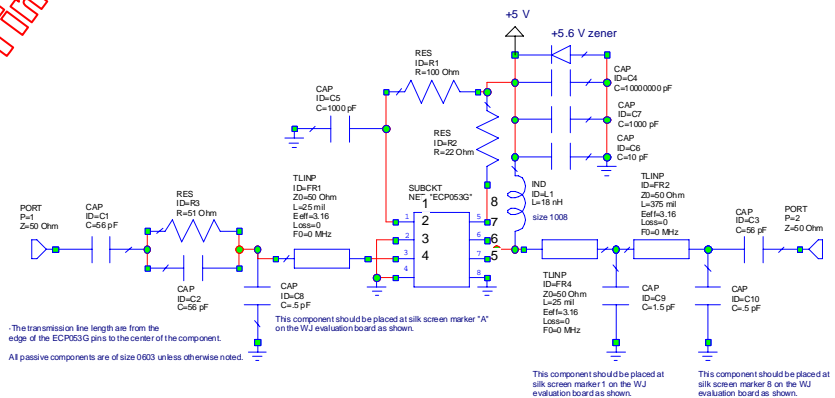 +5 V
+5.6 V zener
RES
ID=R1
R=100 Ohm
CAP
ID=C4
C=10000000 pF
CAP
ID=C5
C=1000 pF
CAP
ID=C7
C=1000 pF
RES
ID=R2
R=22 Ohm
CAP
ID=C6
C=10 pF
TLINP
ID=FR1
Z0=50 Ohm
L=25 mil
Eeff=3.16
Loss=0
F0=0 MHz
SUBCKT
NET="ECP053G"
IND
ID=L1
L=18 nH
size 1008
TLINP
ID=FR2
Z0=50 Ohm
L=375 mil
Eeff=3.16
Loss=0
F0=0 MHz
PORT
P=1
Z=50 Ohm
CAP
ID=C1
C=56 pF
RES
ID=R3
R=51 Ohm
CAP
ID=C3
C=56 pF
PORT
P=2
Z=50 Ohm
1
2
3
4
8
7
6
5
1
2
3
4
5
6
7
8
CAP
ID=C2
C=56 pF
CAP
ID=C8
C=.5 pF
TLINP
ID=FR4
Z0=50 Ohm
L=25 mil
Eeff=3.16
Loss=0
F0=0 MHz
CAP
ID=C9
C=1.5 pF
CAP
ID=C10
C=.5 pF
-The transmission line length are from the
edge of the ECP053G pins to the center of the component.
All passive components are of size 0603 unless otherwise noted.
This component should be placed at silk screen marker "A"
on the WJ evaluation board as shown.
This component should be placed at
silk screen marker 1 on the WJ
evaluation board as shown.
This component should be placed at
silk screen marker 8 on the WJ
evaluation board as shown.